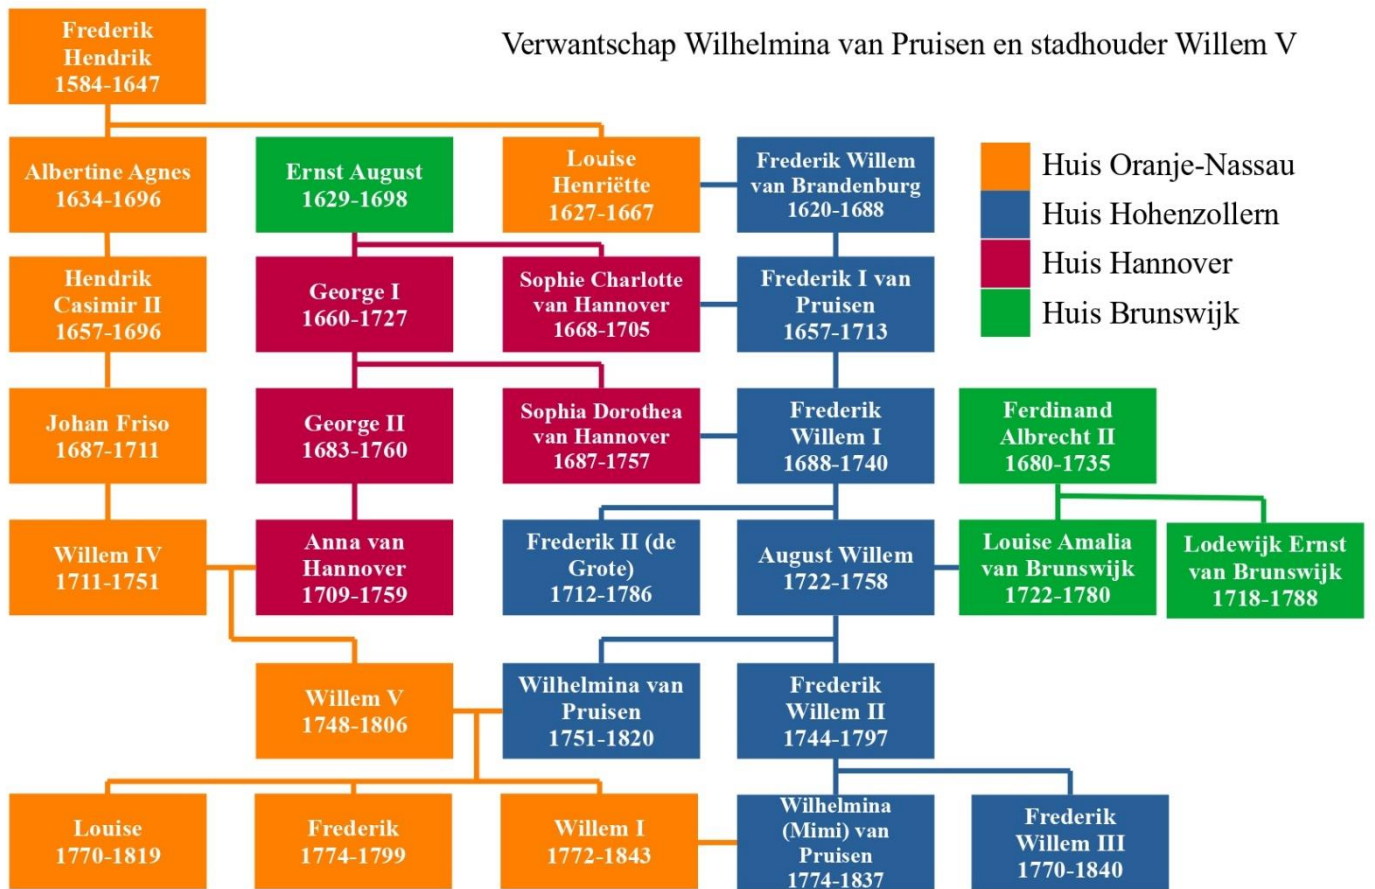 Verwantschap Wilhelmina van Pruisen en stadhouder Willem V
Frederik
Hendrik
1584-1647
Albertine Agnes
1634-1696
Ernst August
1629-1698
Louise
Henriëtte
1627-1667
Frederik Willem
van Brandenburg
1620-1688
Huis Oranje-Nassau
Huis Hohenzollern
Huis Hannover
Huis Brunswijk
Hendrik
Casimir II
1657-1696
George I
1660-1727
Sophie Charlotte
van Hannover
1668-1705
Frederik I van
Pruisen
1657-1713
Johan Friso
1687-1711
George II
1683-1760
Sophia Dorothea
van Hannover
1687-1757
Frederik
Willem I
1688-1740
Ferdinand
Albrecht II
1680-1735
Willem IV
1711-1751
Anna van
Hannover
1709-1759
Frederik II (de
Grote)
1712-1786
August Willem
1722-1758
Louise Amalia
van Brunswijk
1722-1780
Lodewijk Ernst
van Brunswijk
1718-1788
Willem V
1748-1806
Wilhelmina van
Pruisen
1751-1820
Frederik
Willem II
1744-1797
Louise
1770-1819
Frederik
1774-1799
Willem I
1772-1843
Wilhelmina
(Mimi) van
Pruisen
1774-1837
Frederik
Willem III
1770-1840